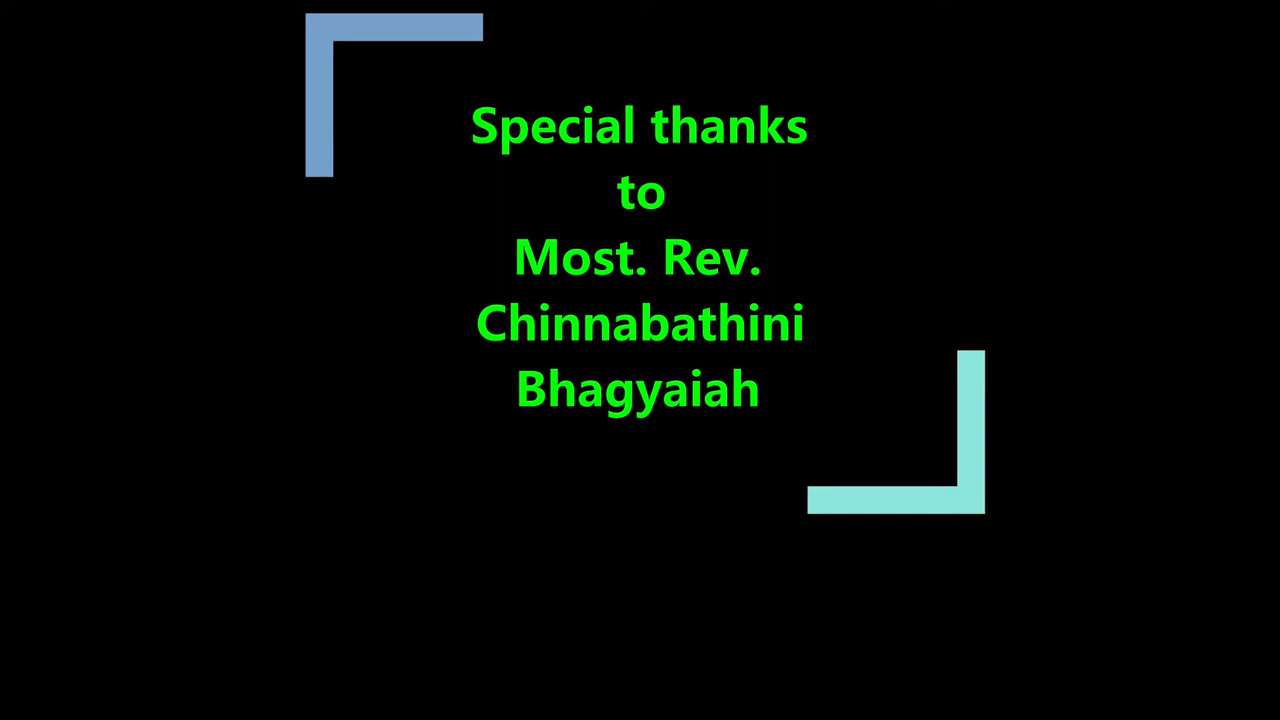 Special thanks
to
Most. Rev.
Chinnabathini
Bhagyaiah